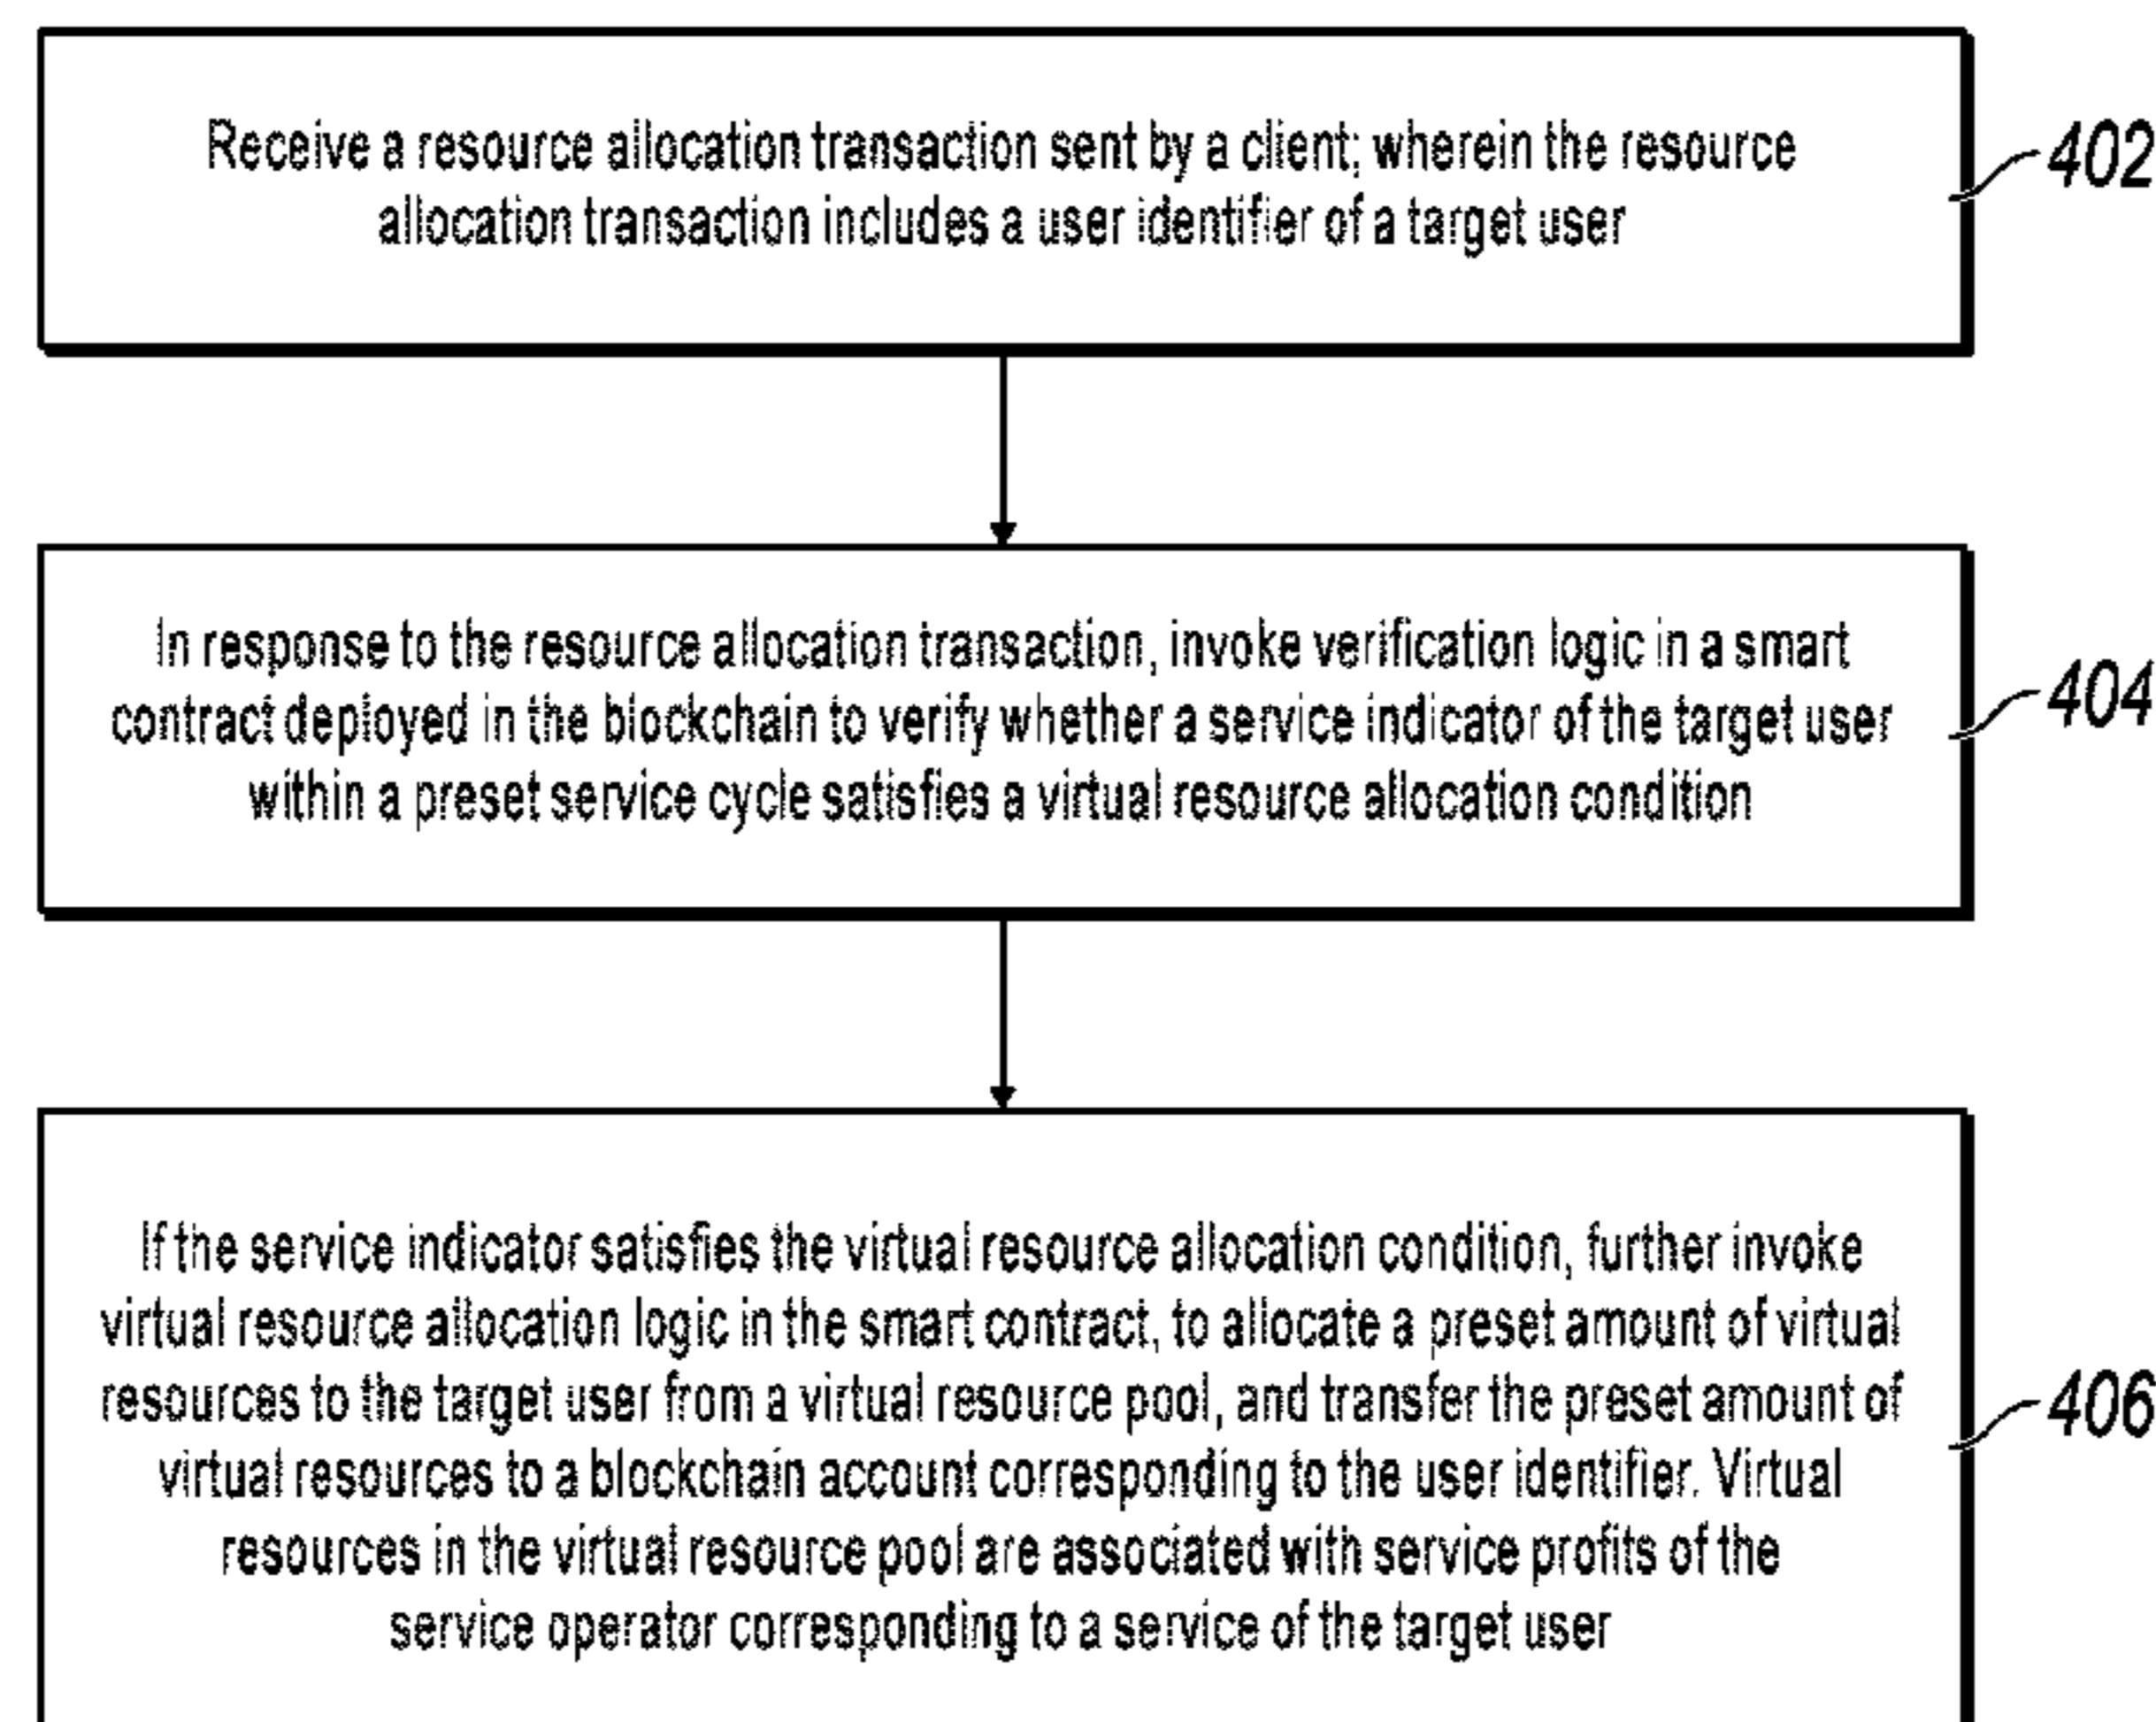 Receive a resource allocation transaction sent by a client; wherein the resource
allocation transaction includes a user identifier of a target user
402
In response to the resource allocation transaction, invoke verification logic in a smart
contract deployed in the blockchain to verify whether a service indicator of the target user
within a preset service cycle satisfies a virtual resource allocation condition
404
If the service indicator satisfies the virtual resource allocation condition, further invoke
virtual resource allocation logic in the smart contract, to allocate a preset amount of virtual
resources to the target user from a virtual resource pool, and transfer the preset amount of
virtual resources to a blockchain account corresponding to the user identifier. Virtual
resources in the virtual resource pool are associated with service profits of the
service operator corresponding to a service of the target user
406